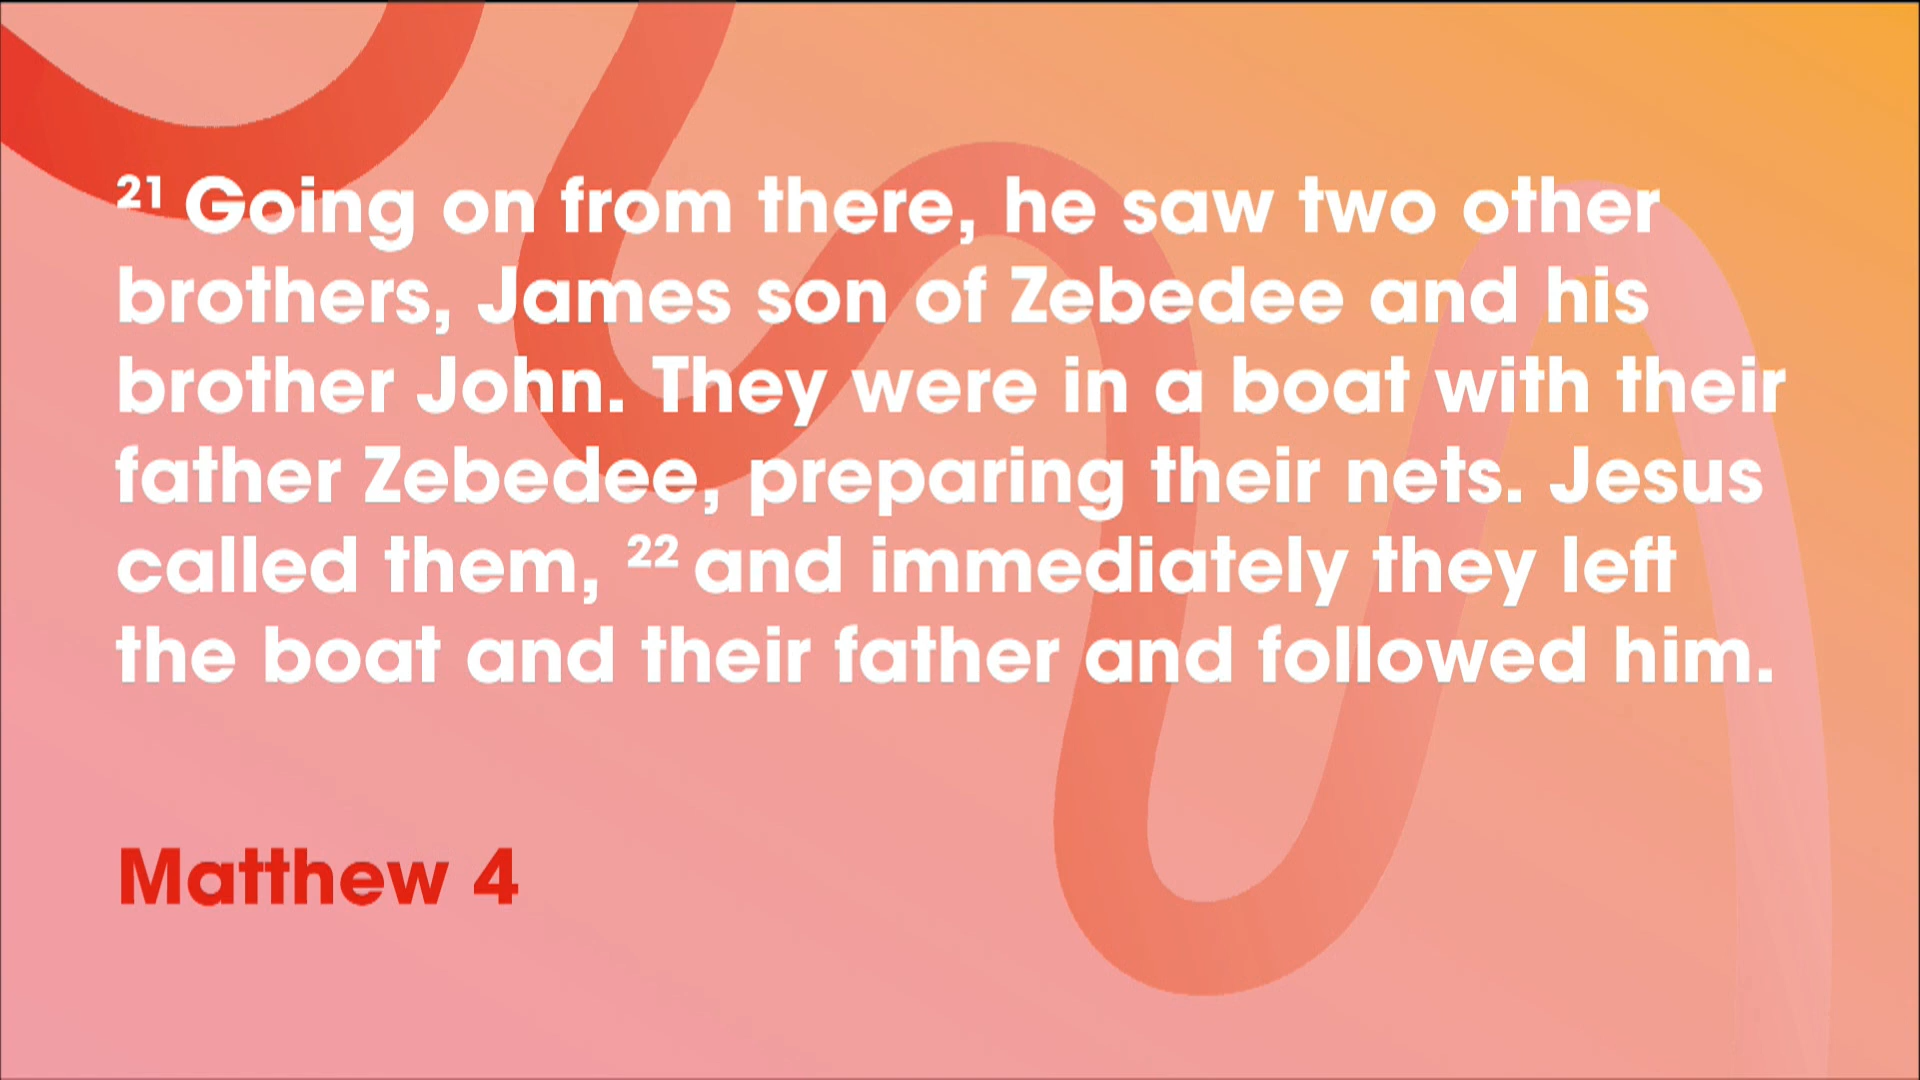 21 Going on from there, he saw two other
brothers, James son of Zebedee and his
brother John. They were in a boat with their
father Zebedee, preparing their nets. Jesus
called them, 22 and immediately they left
the boat and their father and followed him.
Matthew 4